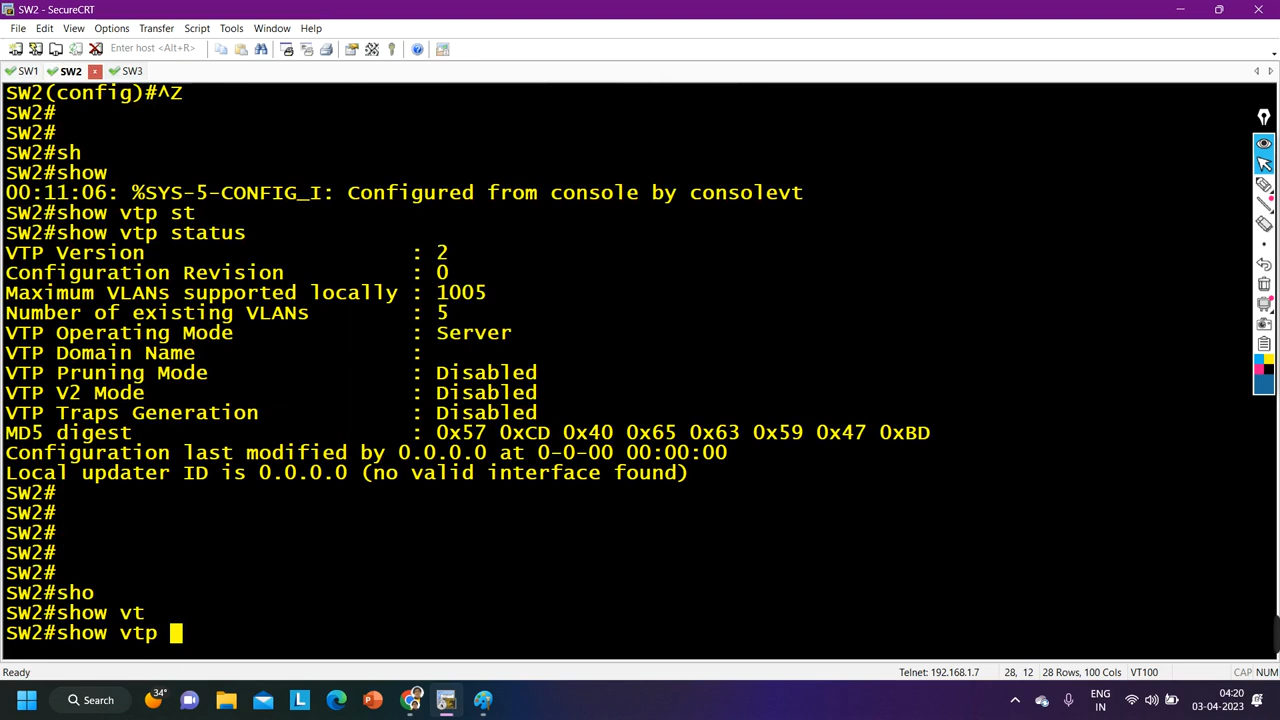 SW2 - SecureCRT
File Edit View Options Transfer Script Tools Window Help
Enter host <Alt+R>
SW1 SW2 x SW3
SW2(config)#^Z
SW2#
SW2#
SW2#sh
SW2#show
00:11:06: %SYS-5-CONFIG_I: Configured from console by consolevt
SW2#show vtp st
SW2#show vtp status
VTP Version : 2
Configuration Revision : 0
Maximum VLANs supported locally : 1005
Number of existing VLANs : 5
VTP Operating Mode : Server
VTP Domain Name :
VTP Pruning Mode : Disabled
VTP V2 Mode : Disabled
VTP Traps Generation : Disabled
MD5 digest : 0x57 0xCD 0x40 0x65 0x63 0x59 0x47 0xBD
Configuration last modified by 0.0.0.0 at 0-0-00 00:00:00
Local updater ID is 0.0.0.0 (no valid interface found)
SW2#
SW2#
SW2#
SW2#
SW2#
SW2#sho
SW2#show vt
SW2#show vtp
Ready Telnet: 192.168.1.7 28, 12 28 Rows, 100 Cols VT100 CAP NUM
Search 34° L ENG 04:20
IN 03-04-2023